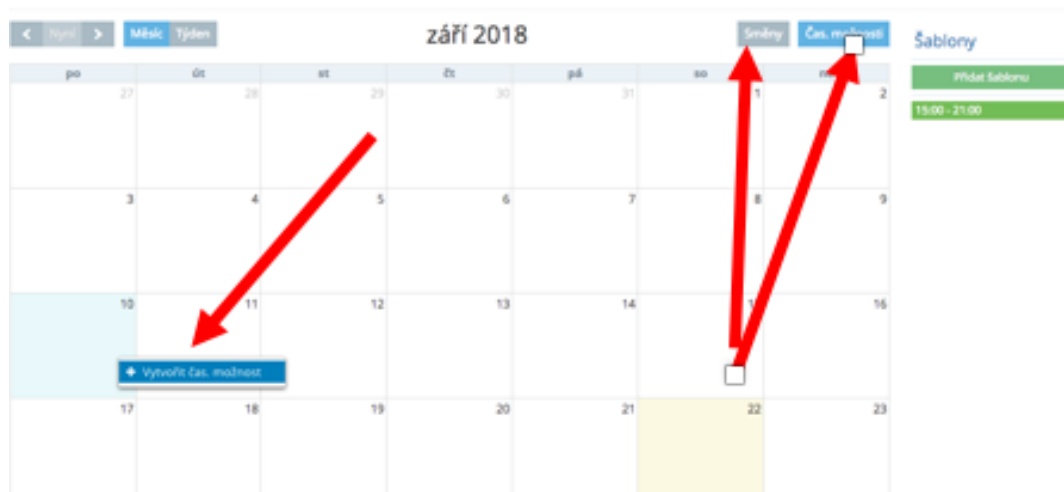 Nyní Měsíc Týden září 2018 Směny Čas. možnosti
Šablony
po út st čt pá so
Přidat šablonu
27 28 29 30 31 1 2
15:00 - 21:00
3 4 5 6 7 8 9
10 11 12 13 14 16
+ Vytvořit čas. možnost
17 18 19 20 21 22 23